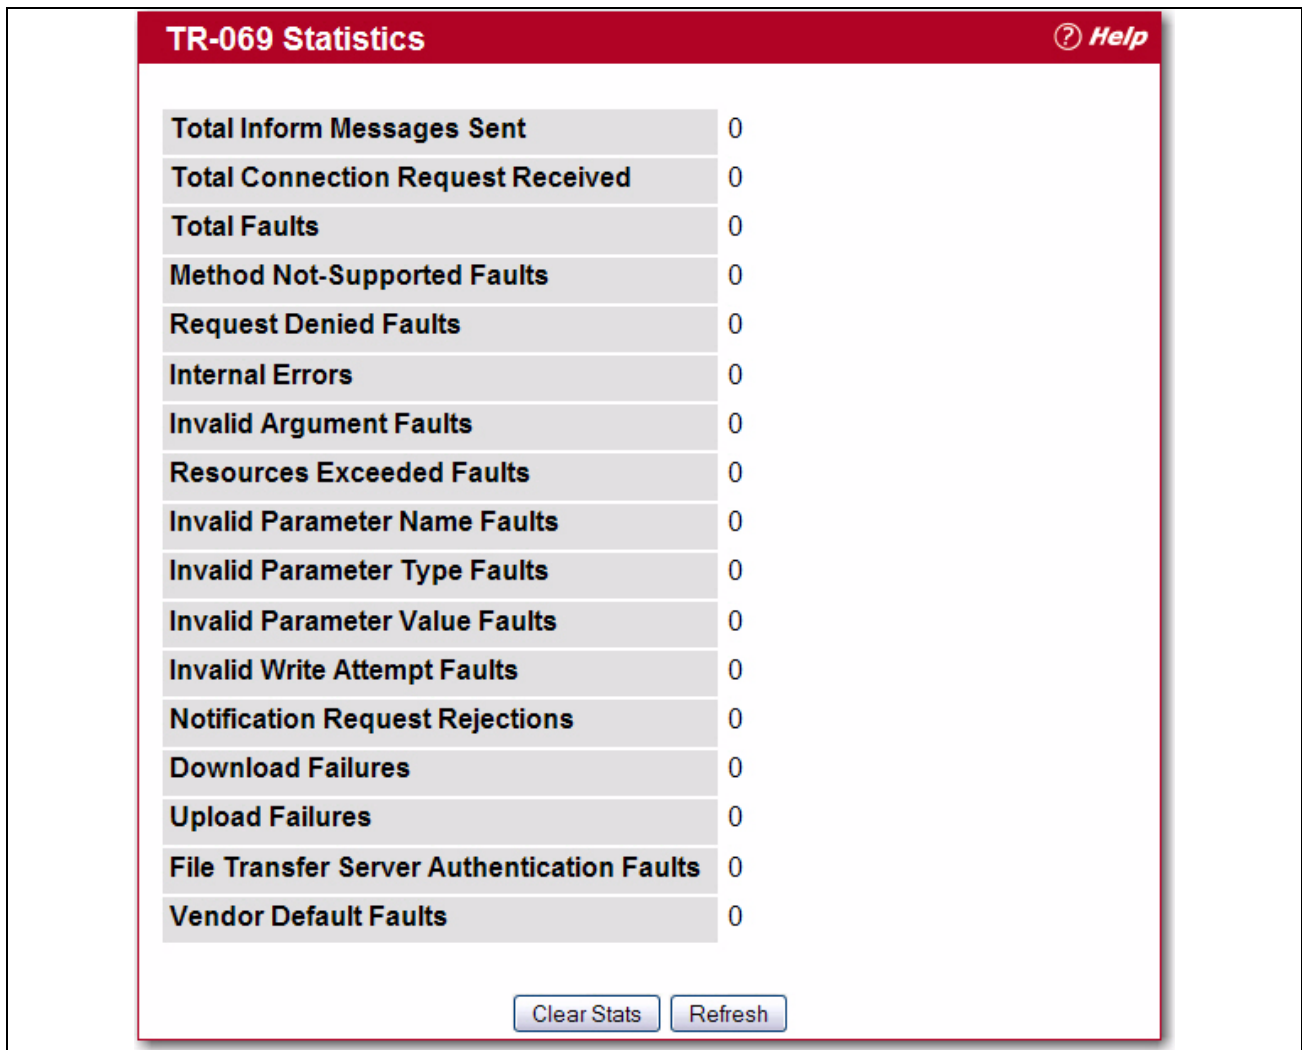 TR-069 Statistics ? Help
Total Inform Messages Sent 0
Total Connection Request Received 0
Total Faults 0
Method Not-Supported Faults 0
Request Denied Faults 0
Internal Errors 0
Invalid Argument Faults 0
Resources Exceeded Faults 0
Invalid Parameter Name Faults 0
Invalid Parameter Type Faults 0
Invalid Parameter Value Faults 0
Invalid Write Attempt Faults 0
Notification Request Rejections 0
Download Failures 0
Upload Failures 0
File Transfer Server Authentication Faults 0
Vendor Default Faults 0
Clear Stats Refresh